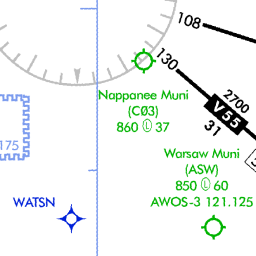 108
130
Nappanee Muni
(CØ3)
860 Ⓛ 37
2700
V55
31
175
Warsaw Muni
(ASW)
850 Ⓛ 60
AWOS-3 121.125
WATSN